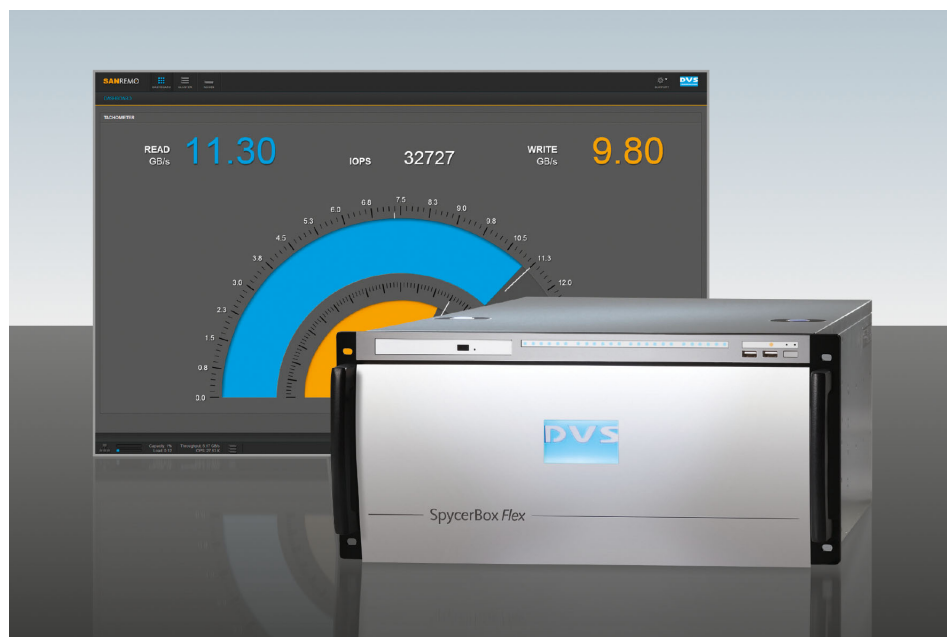 SANREMO
DVS
TACHOMETER
READ
GB/s
11.30
IOPS
32727
WRITE
GB/s
9.80
0.0
0.8
1.5
2.3
3.0
3.8
4.5
5.3
6.0
6.8
7.5
8.3
9.0
9.8
10.5
11.3
12.0
DVS
SpycerBox Flex